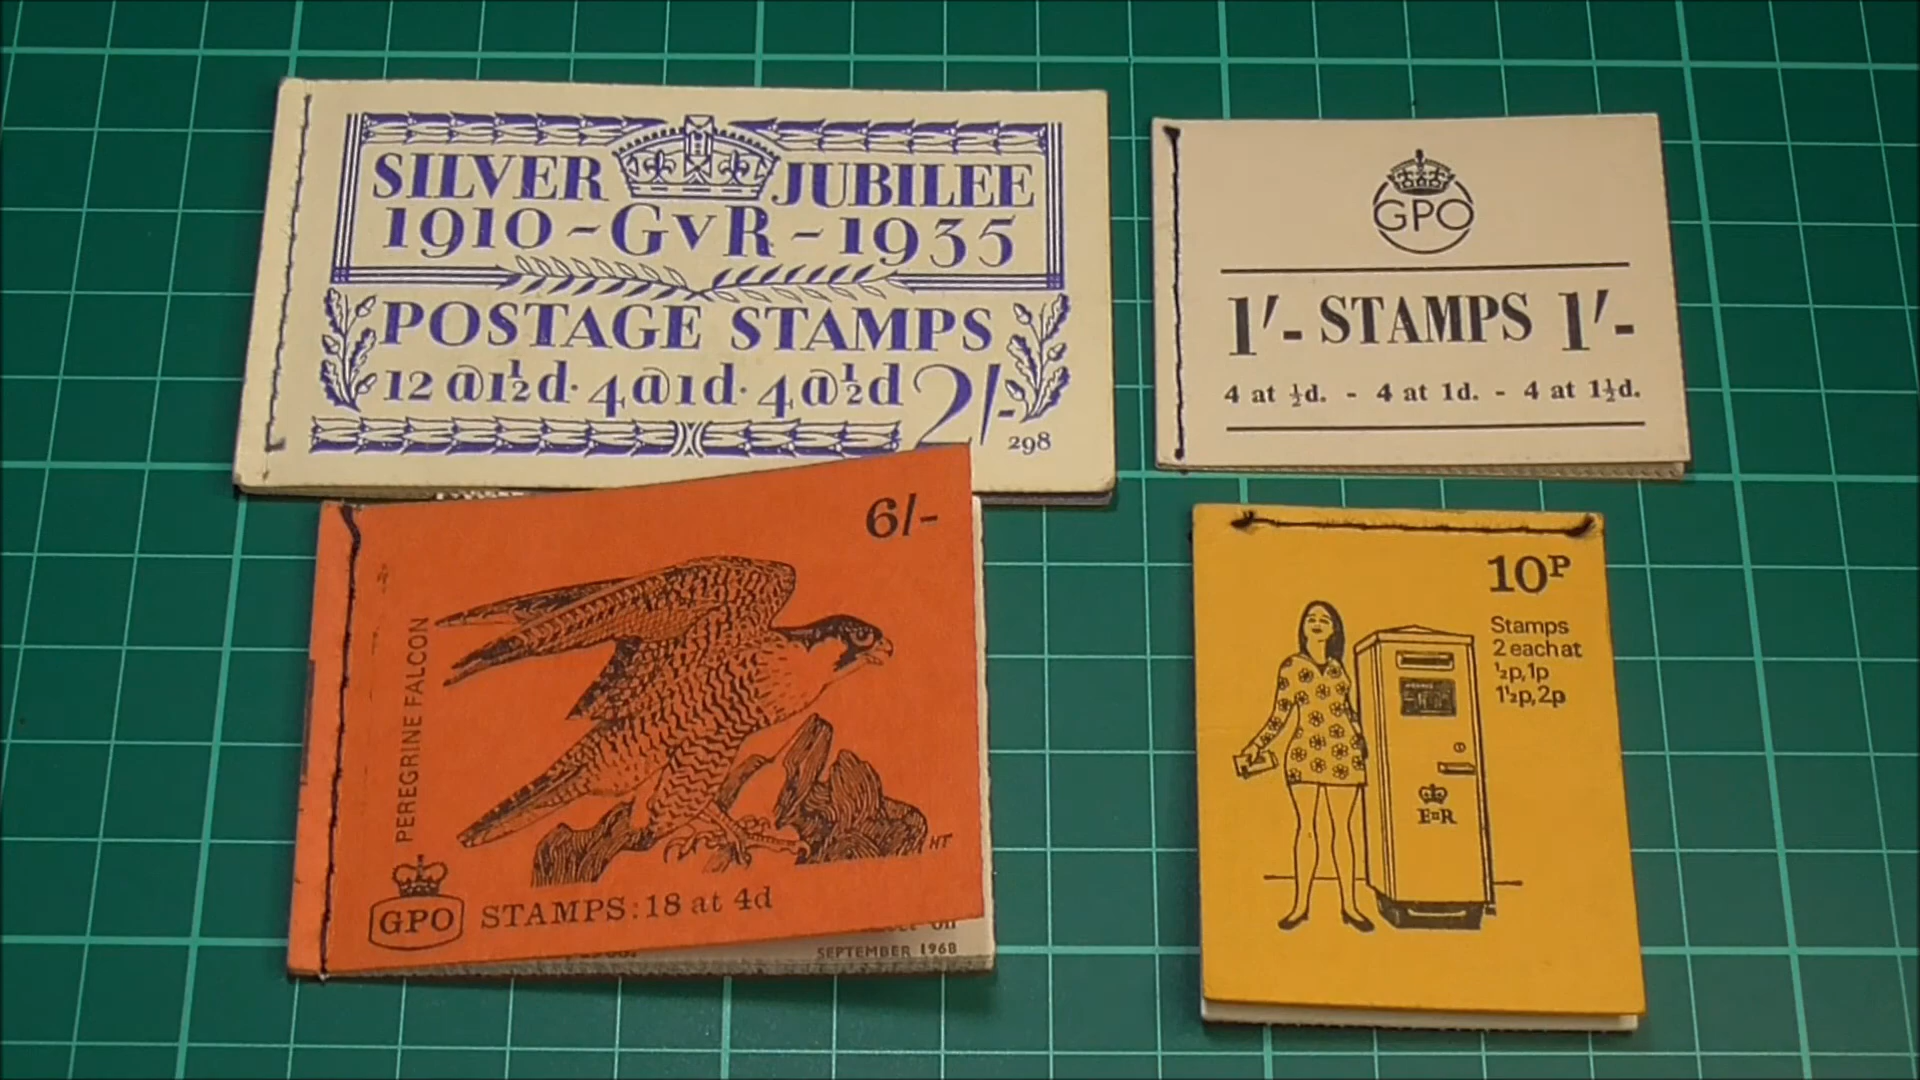 SILVER JUBILEE
1910 - GvR - 1935
POSTAGE STAMPS
12 @ 1½d · 4 @ 1d · 4 @ ½d 2/-
298
GPO
1/- STAMPS 1/-
4 at ½d. - 4 at 1d. - 4 at 1½d.
6/-
PEREGRINE FALCON
HT
GPO STAMPS: 18 at 4d
SEPTEMBER 1968
10P
Stamps
2 each at
½p, 1p
1½p, 2p
EIIR